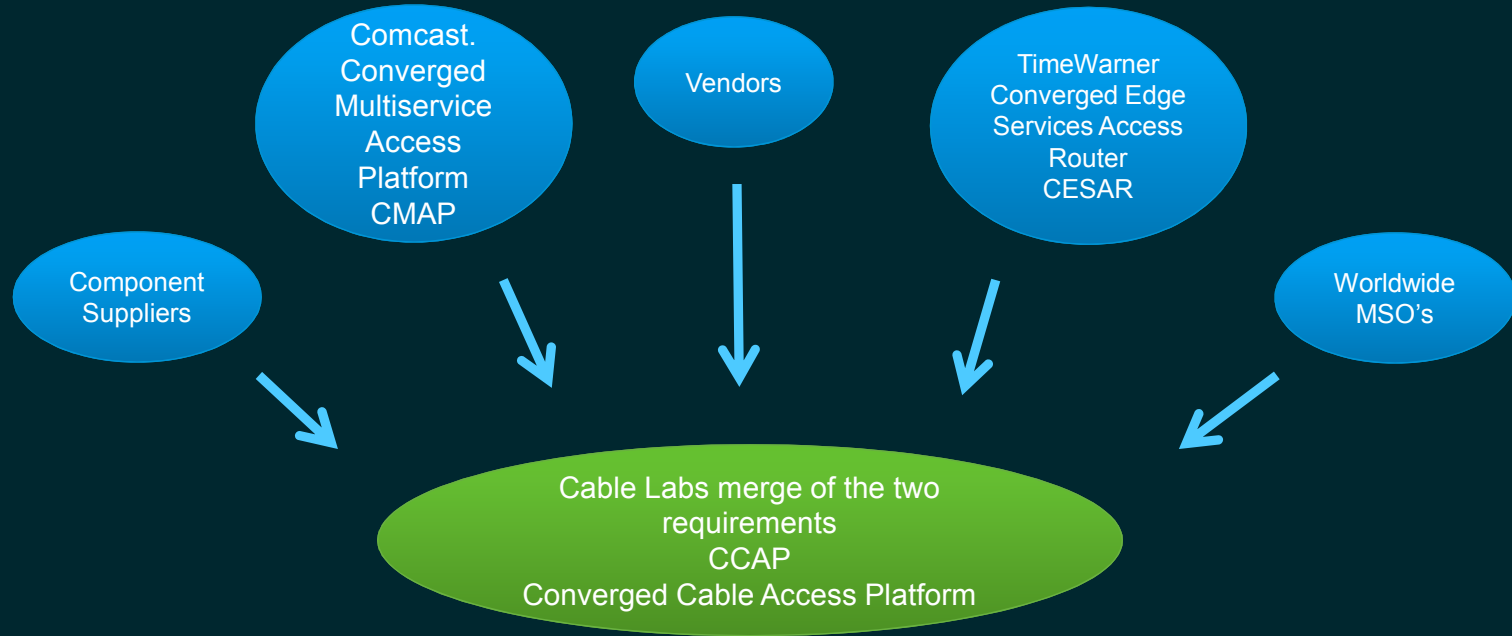 Comcast.
Converged
Multiservice
Access
Platform
CMAP
Vendors
TimeWarner
Converged Edge
Services Access
Router
CESAR
Component
Suppliers
Worldwide
MSO’s
Cable Labs merge of the two
requirements
CCAP
Converged Cable Access Platform